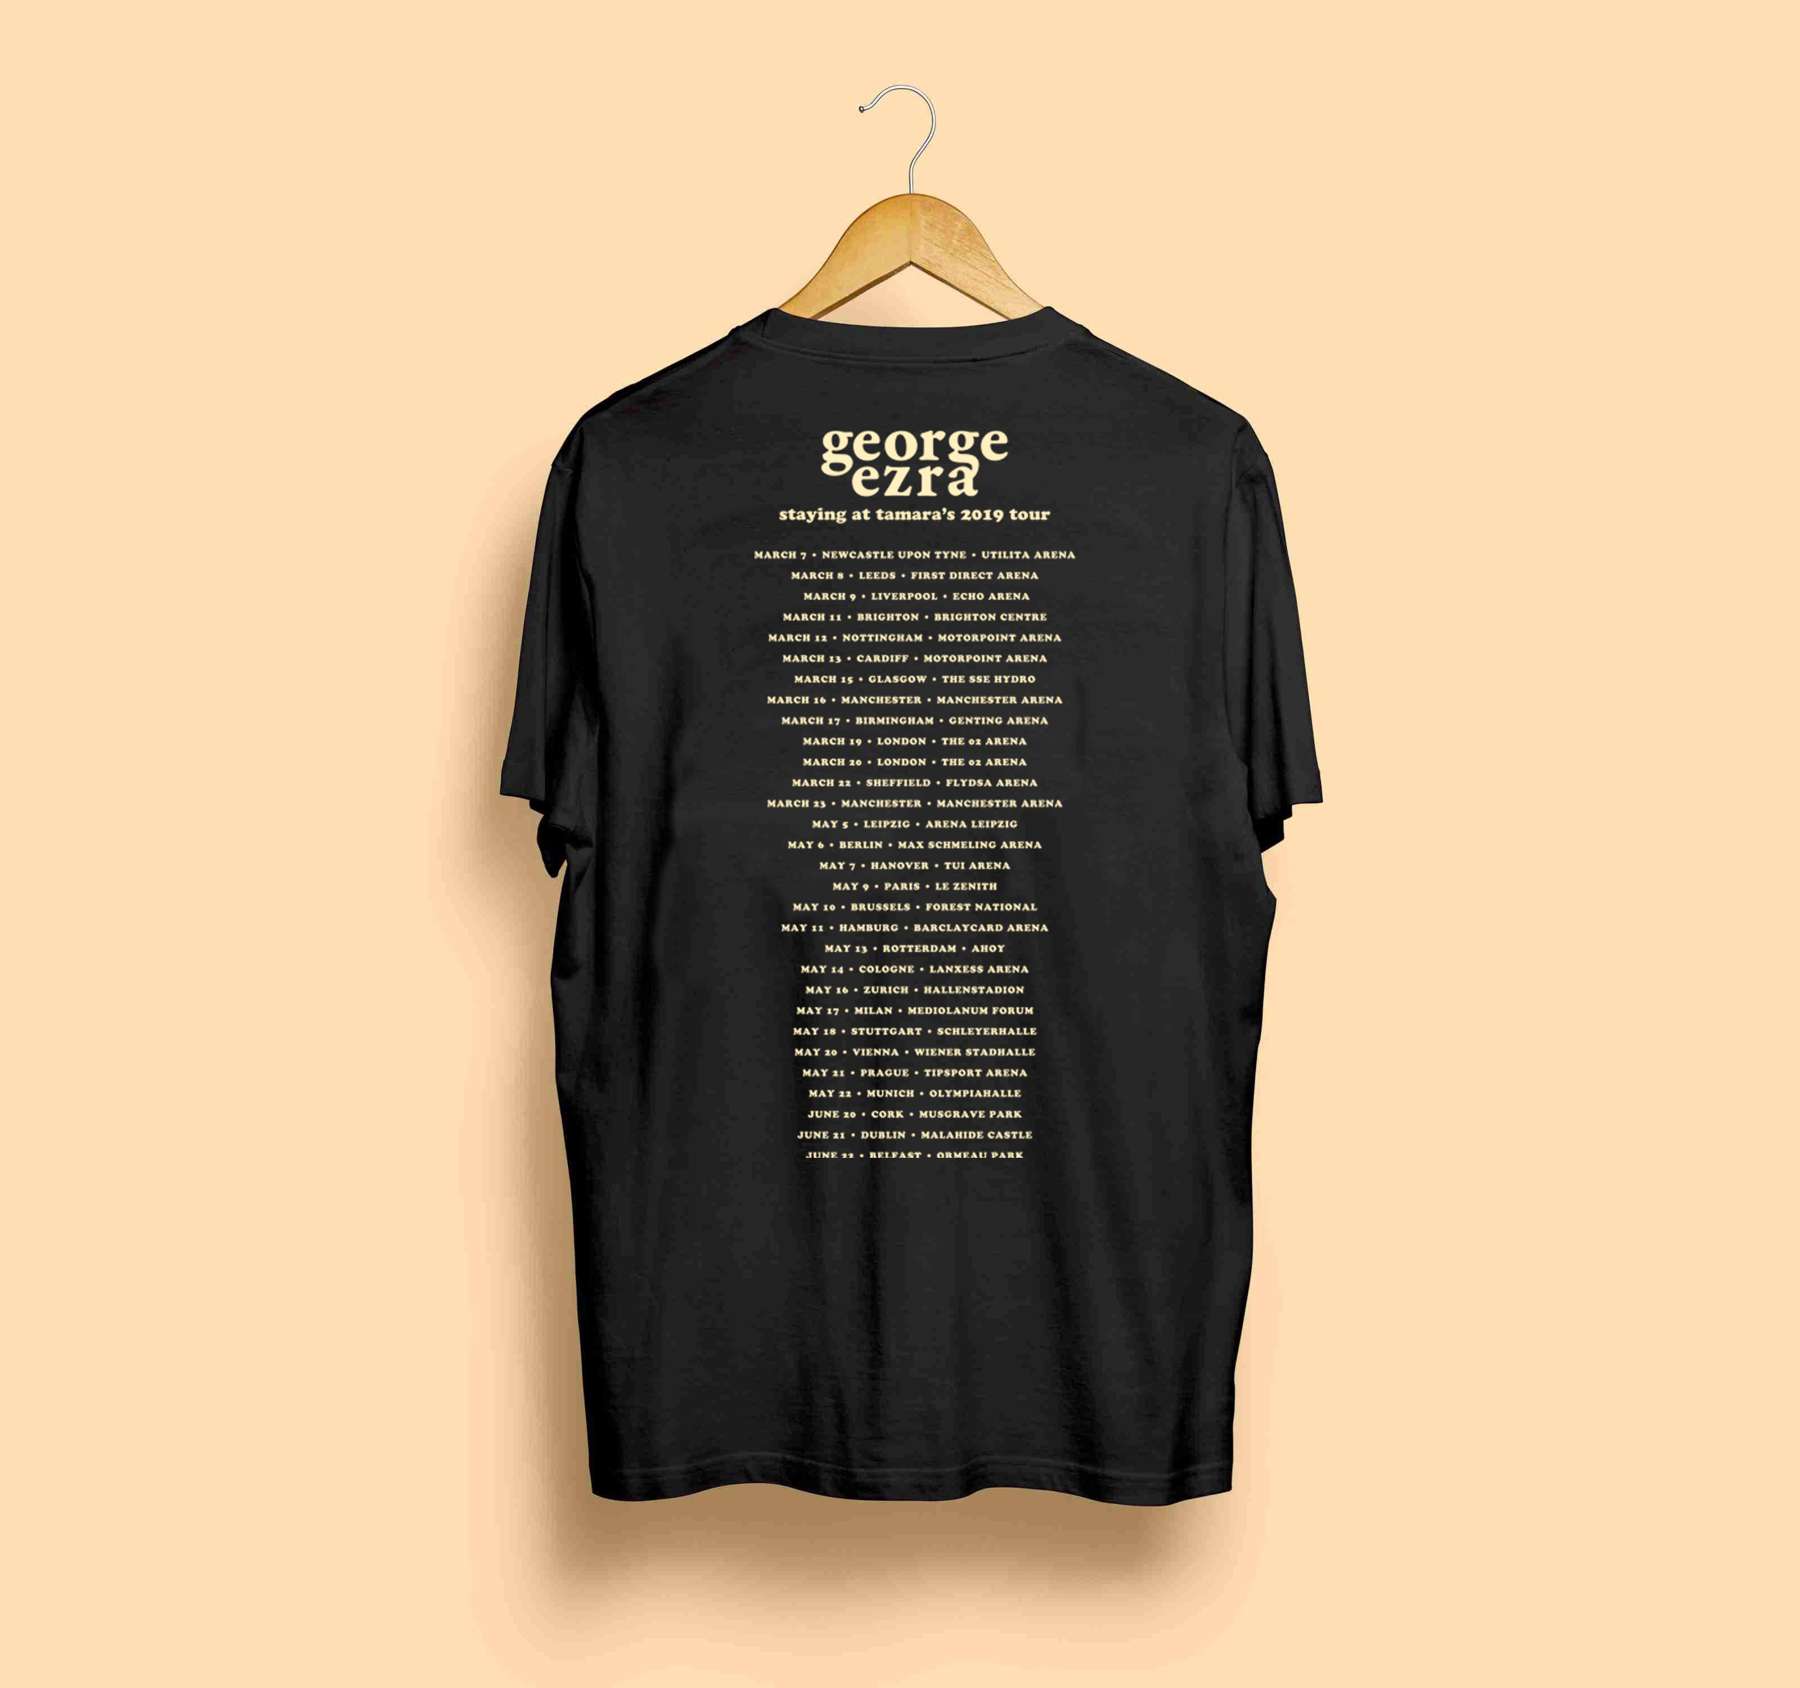 george
ezra
staying at tamara's 2019 tour
MARCH 7 • NEWCASTLE UPON TYNE • UTILITA ARENA
MARCH 8 • LEEDS • FIRST DIRECT ARENA
MARCH 9 • LIVERPOOL • ECHO ARENA
MARCH 11 • BRIGHTON • BRIGHTON CENTRE
MARCH 12 • NOTTINGHAM • MOTORPOINT ARENA
MARCH 13 • CARDIFF • MOTORPOINT ARENA
MARCH 15 • GLASGOW • THE SSE HYDRO
MARCH 16 • MANCHESTER • MANCHESTER ARENA
MARCH 17 • BIRMINGHAM • GENTING ARENA
MARCH 19 • LONDON • THE 02 ARENA
MARCH 20 • LONDON • THE 02 ARENA
MARCH 22 • SHEFFIELD • FLYDSA ARENA
MARCH 23 • MANCHESTER • MANCHESTER ARENA
MAY 5 • LEIPZIG • ARENA LEIPZIG
MAY 6 • BERLIN • MAX SCHMELING ARENA
MAY 7 • HANOVER • TUI ARENA
MAY 9 • PARIS • LE ZENITH
MAY 10 • BRUSSELS • FOREST NATIONAL
MAY 11 • HAMBURG • BARCLAYCARD ARENA
MAY 13 • ROTTERDAM • AHOY
MAY 14 • COLOGNE • LANXESS ARENA
MAY 16 • ZURICH • HALLENSTADION
MAY 17 • MILAN • MEDIOLANUM FORUM
MAY 18 • STUTTGART • SCHLEYERHALLE
MAY 20 • VIENNA • WIENER STADHALLE
MAY 21 • PRAGUE • TIPSPORT ARENA
MAY 22 • MUNICH • OLYMPIAHALLE
JUNE 20 • CORK • MUSGRAVE PARK
JUNE 21 • DUBLIN • MALAHIDE CASTLE
JUNE 22 • BELFAST • ORMEAU PARK